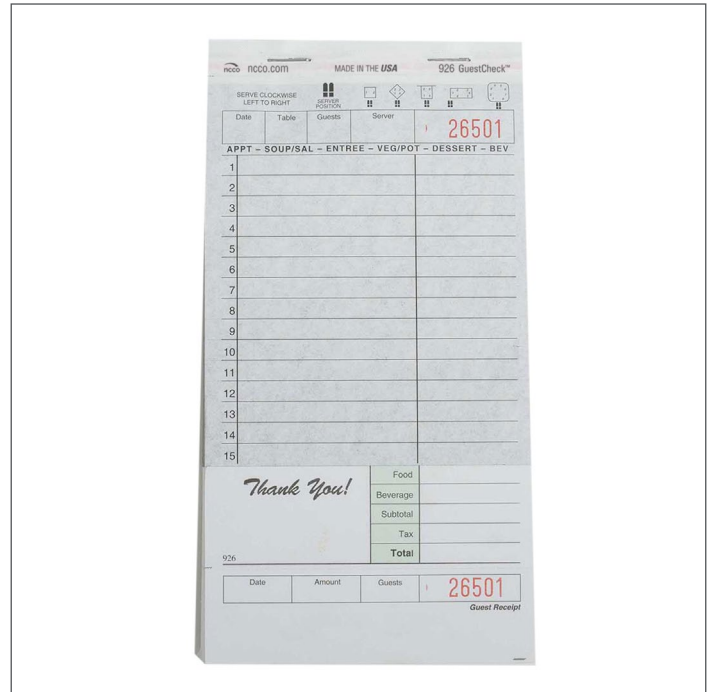 ncco ncco.com MADE IN THE USA 926 GuestCheck™
SERVE CLOCKWISE
LEFT TO RIGHT
SERVER
POSITION
Date Table Guests Server 26501
APPT – SOUP/SAL – ENTREE – VEG/POT – DESSERT – BEV
1
2
3
4
5
6
7
8
9
10
11
12
13
14
15
Thank You!
Food
Beverage
Subtotal
Tax
Total
926
Date Amount Guests 26501
Guest Receipt